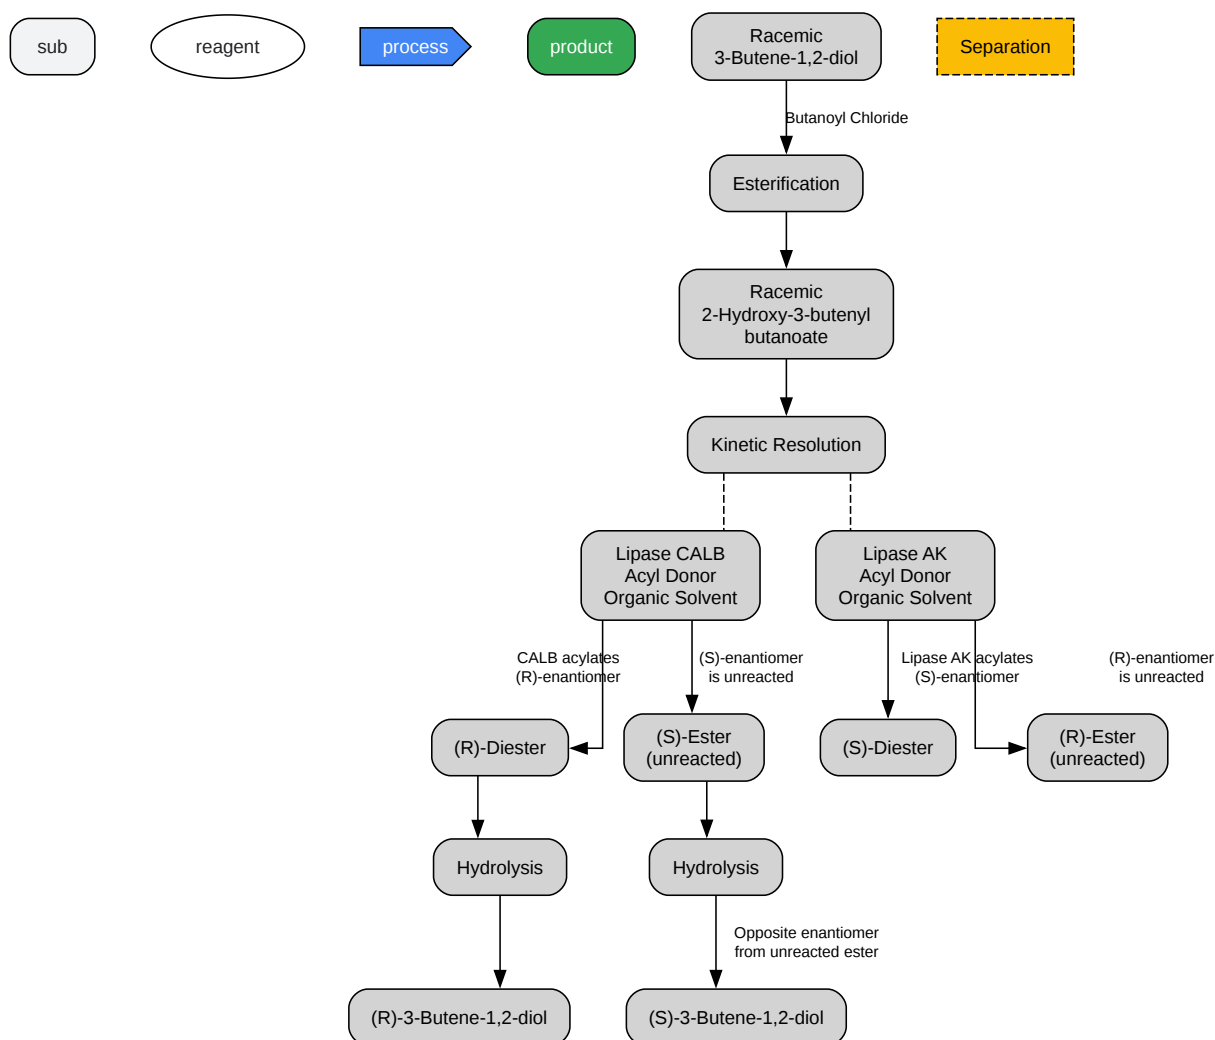 sub
reagent
process
product
Racemic
3-Butene-1,2-diol
Separation
Butanoyl Chloride
Esterification
Racemic
2-Hydroxy-3-butenyl
butanoate
Kinetic Resolution
Lipase CALB
Acyl Donor
Organic Solvent
Lipase AK
Acyl Donor
Organic Solvent
CALB acylates
(R)-enantiomer
(S)-enantiomer
is unreacted
Lipase AK acylates
(S)-enantiomer
(R)-enantiomer
is unreacted
(R)-Diester
(S)-Ester
(unreacted)
(S)-Diester
(R)-Ester
(unreacted)
Hydrolysis
Hydrolysis
Opposite enantiomer
from unreacted ester
(R)-3-Butene-1,2-diol
(S)-3-Butene-1,2-diol